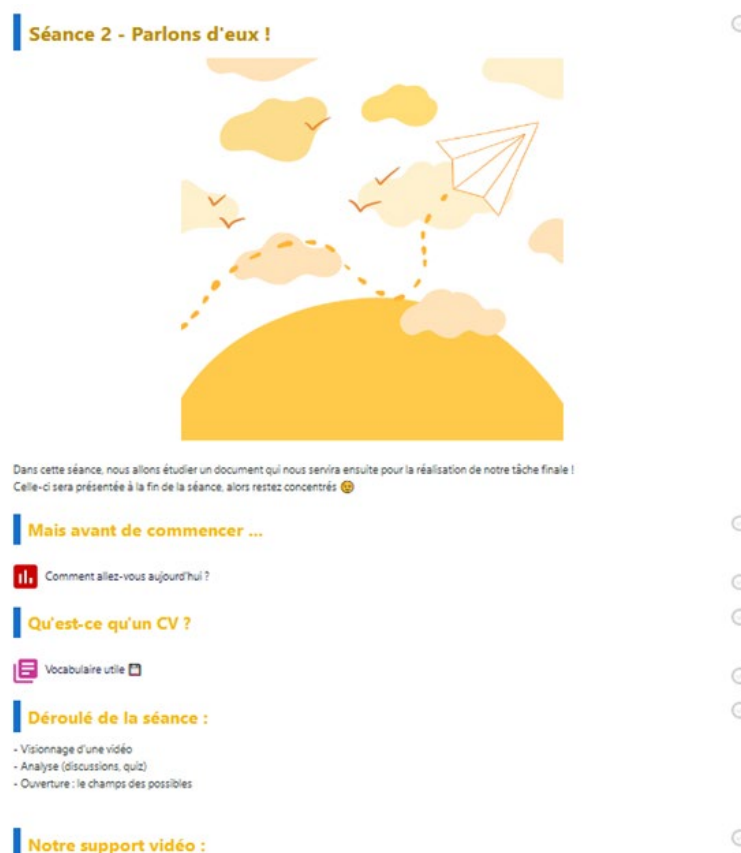 Séance 2 - Parlons d'eux !
Dans cette séance, nous allons étudier un document qui nous servira ensuite pour la réalisation de notre tâche finale !
Celle-ci sera présentée à la fin de la séance, alors restez concentrés 😉
Mais avant de commencer ...
Comment allez-vous aujourd'hui ?
Qu'est-ce qu'un CV ?
Vocabulaire utile 💾
Déroulé de la séance :
- Visionnage d'une vidéo
- Analyse (discussions, quiz)
- Ouverture : le champs des possibles
Notre support vidéo :